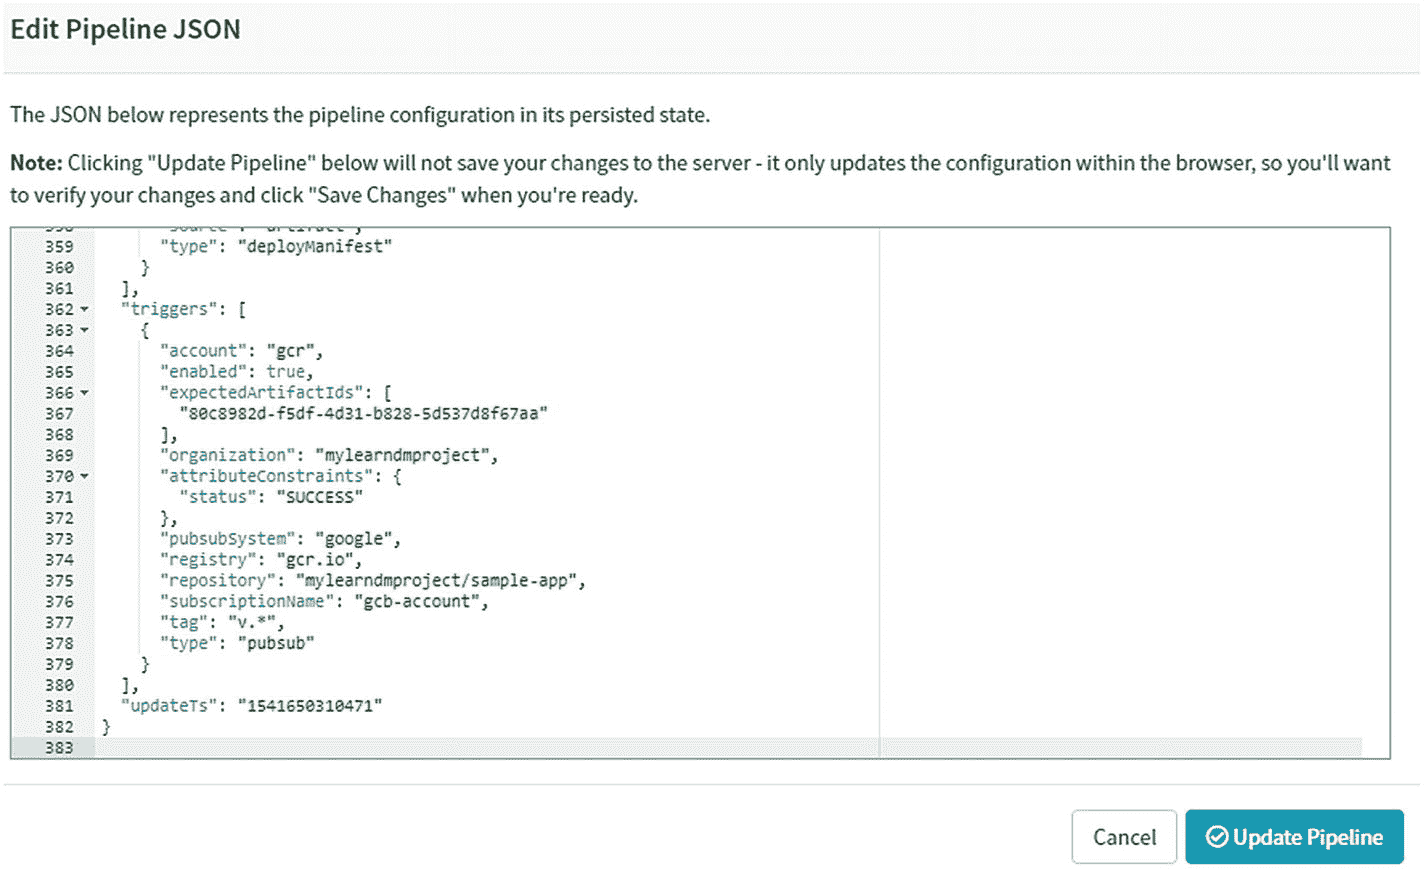 Edit Pipeline JSON
The JSON below represents the pipeline configuration in its persisted state.
Note: Clicking "Update Pipeline" below will not save your changes to the server - it only updates the configuration within the browser, so you'll want
to verify your changes and click "Save Changes" when you're ready.
359 "type": "deployManifest"
360 }
361 ],
362 "triggers": [
363 {
364 "account": "gcr",
365 "enabled": true,
366 "expectedArtifactIds": [
367 "80c8982d-f5df-4d31-b828-5d537d8f67aa"
368 ],
369 "organization": "mylearndmproject",
370 "attributeConstraints": {
371 "status": "SUCCESS"
372 },
373 "pubsubSystem": "google",
374 "registry": "gcr.io",
375 "repository": "mylearndmproject/sample-app",
376 "subscriptionName": "gcb-account",
377 "tag": "v.*",
378 "type": "pubsub"
379 }
380 ],
381 "updateTs": "1541650310471"
382 }
383
Cancel
Update Pipeline